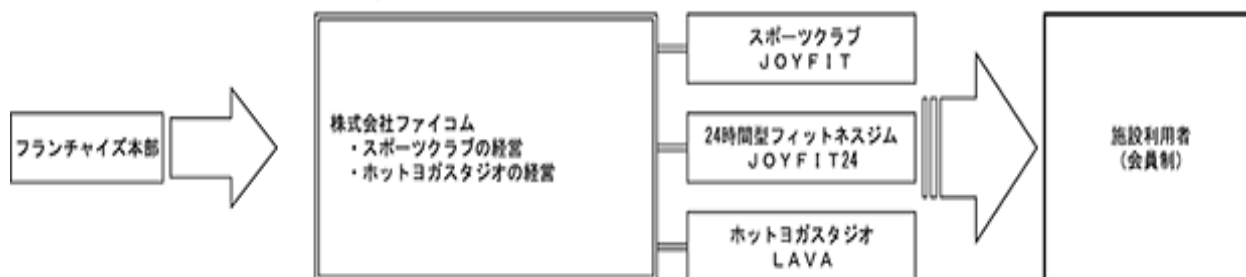 フランチャイズ本部
株式会社ファイコム
・スポーツクラブの経営
・ホットヨガスタジオの経営
スポーツクラブ
ＪＯＹＦＩＴ
24時間型フィットネスジム
ＪＯＹＦＩＴ24
ホットヨガスタジオ
ＬＡＶＡ
施設利用者
（会員制）